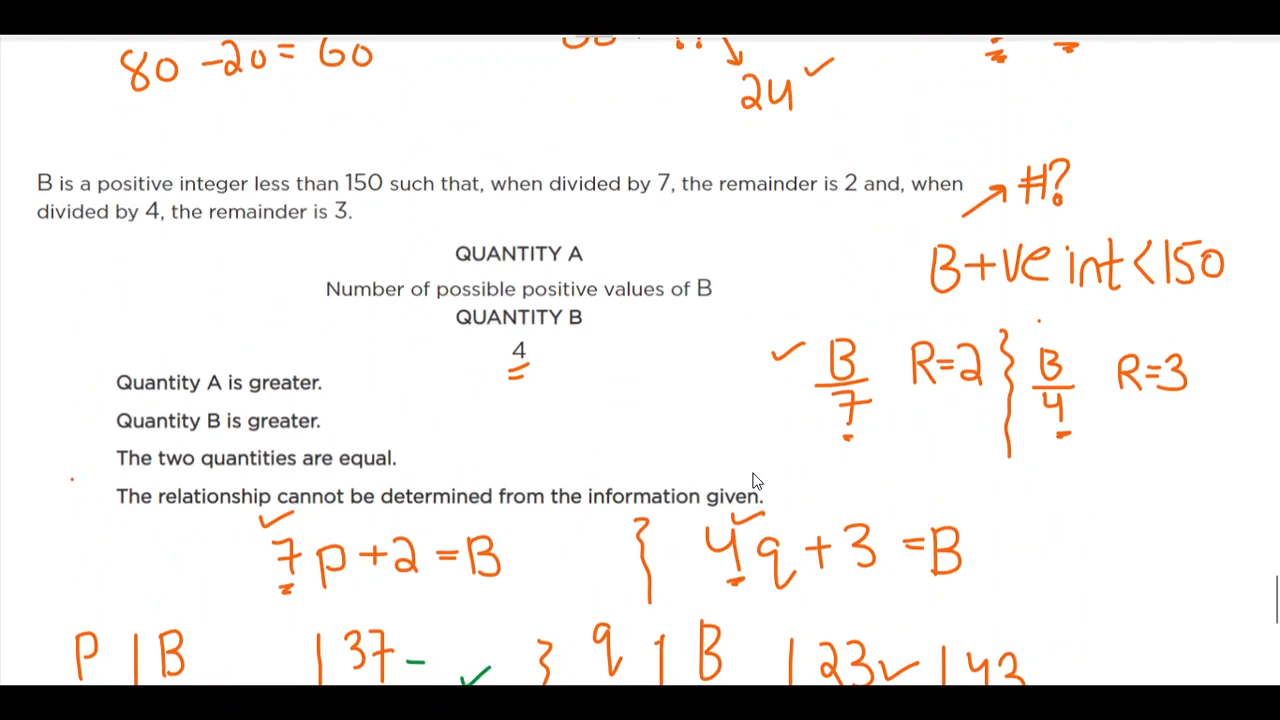 80 - 20 = 60
24 ✓
B is a positive integer less than 150 such that, when divided by 7, the remainder is 2 and, when
divided by 4, the remainder is 3.
#?
QUANTITY A
B +ve int < 150
Number of possible positive values of B
QUANTITY B
4
✓ B/7 R=2 } B/4 R=3
Quantity A is greater.
Quantity B is greater.
The two quantities are equal.
The relationship cannot be determined from the information given.
7p + 2 = B } 4q + 3 = B
P | B | 37 - ✓ } q | B | 23 ✓ | 43